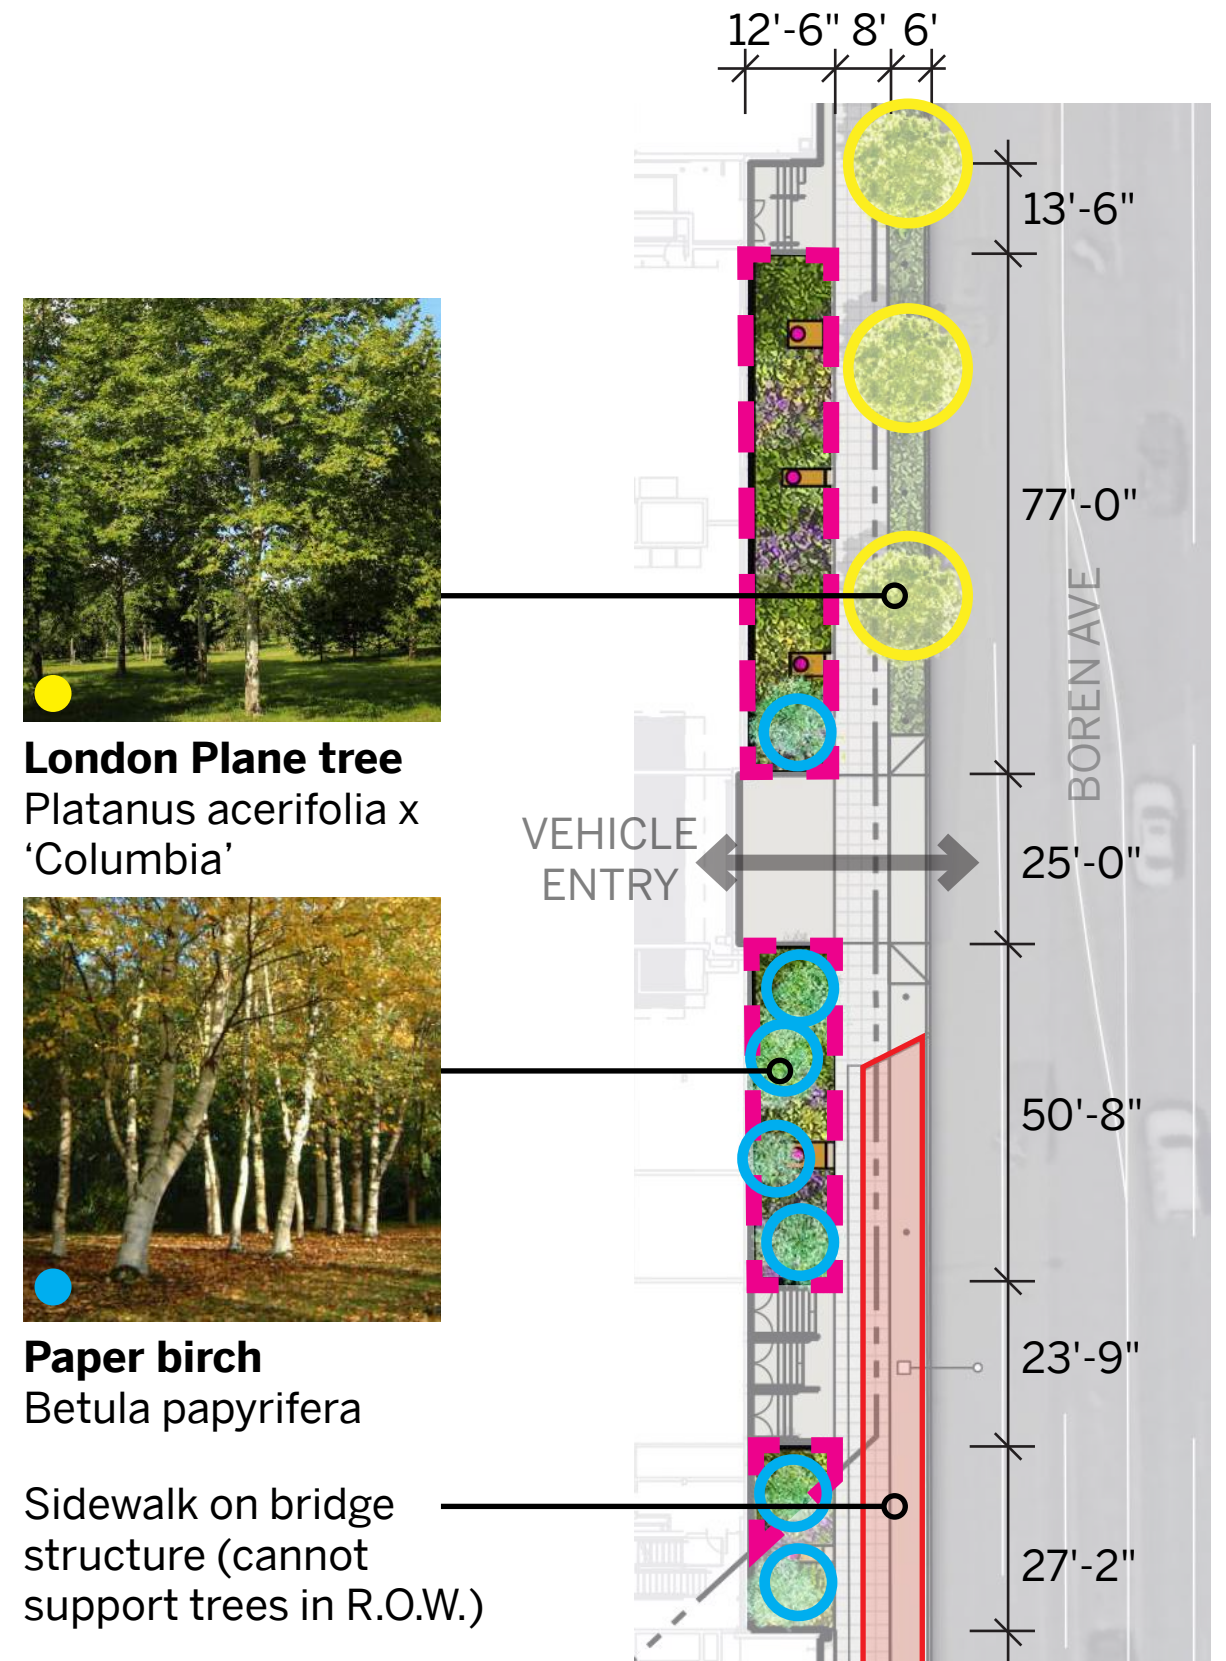 12'-6" 8' 6'
13'-6"
77'-0"
BOREN AVE
London Plane tree
Platanus acerifolia x
‘Columbia’
VEHICLE
ENTRY
25'-0"
50'-8"
Paper birch
Betula papyrifera
23'-9"
Sidewalk on bridge
structure (cannot
support trees in R.O.W.)
27'-2"